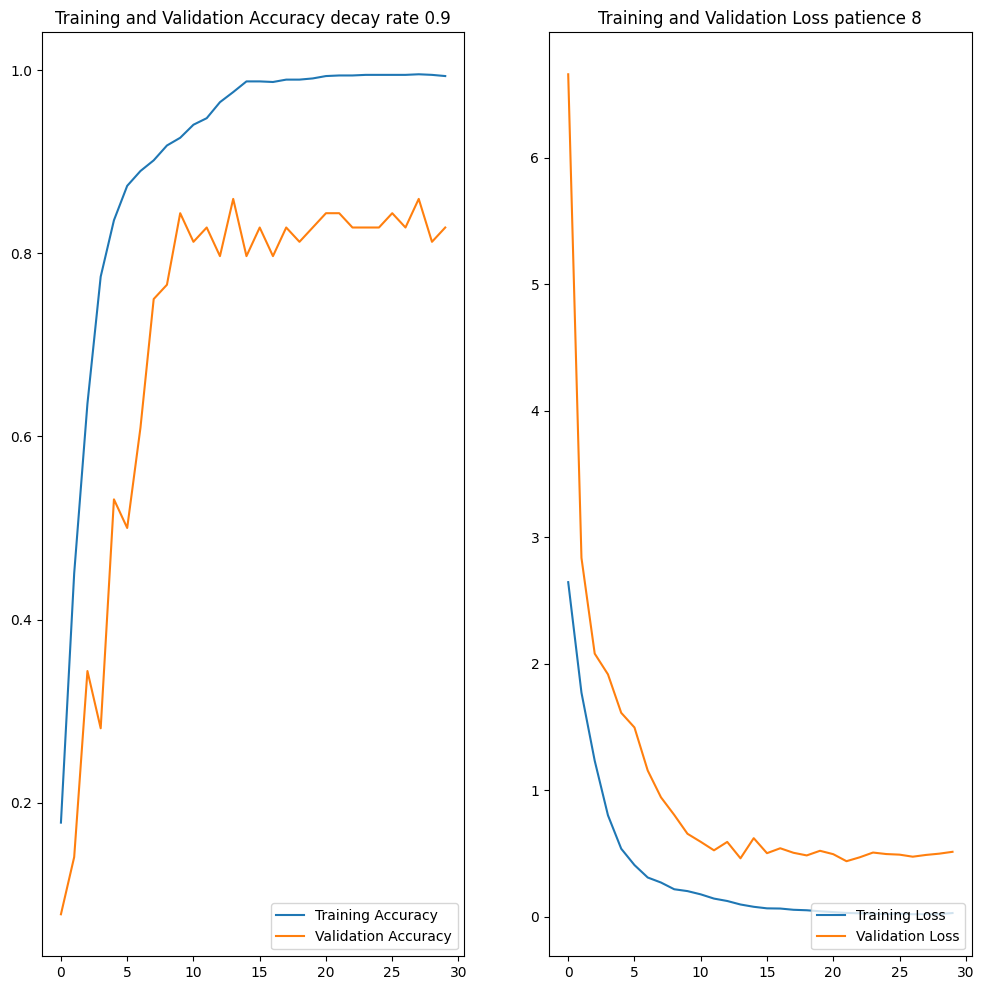 Training and Validation Accuracy decay rate 0.9
1.0
0.8
0.6
0.4
0.2
0 5 10 15 20 25 30
Training Accuracy
Validation Accuracy
Training and Validation Loss patience 8
6
5
4
3
2
1
0
0 5 10 15 20 25 30
Training Loss
Validation Loss